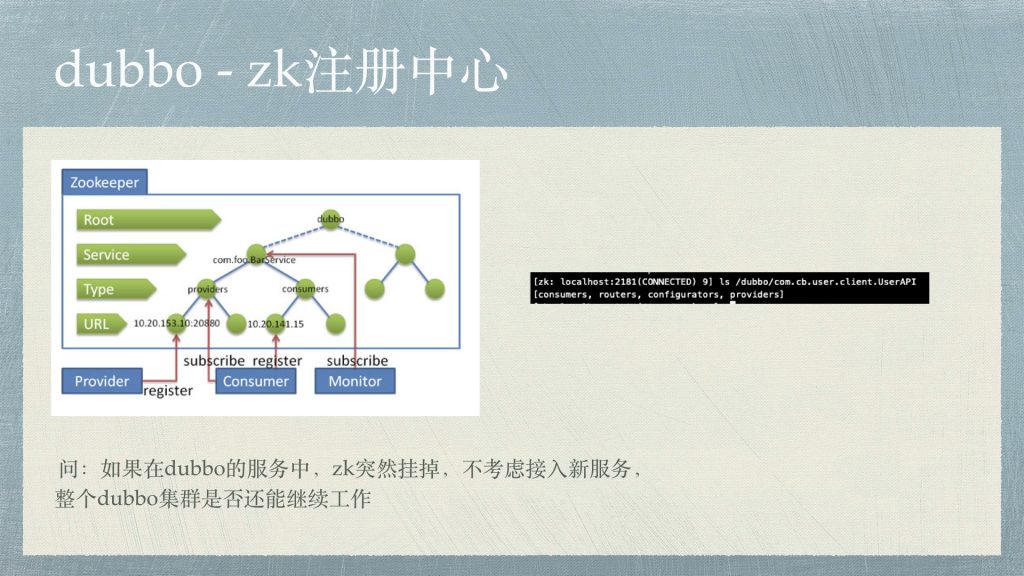 dubbo - zk注册中心
Zookeeper
Root
dubbo
Service
com.foo.BarService
Type
providers
consumers
URL
10.20.153.10:20880
10.20.141.15
subscribe
register
subscribe
Provider
register
Consumer
Monitor
[zk: localhost:2181(CONNECTED) 9] ls /dubbo/com.cb.user.client.UserAPI
[consumers, routers, configurators, providers]
问：如果在dubbo的服务中，zk突然挂掉，不考虑接入新服务，
整个dubbo集群是否还能继续工作